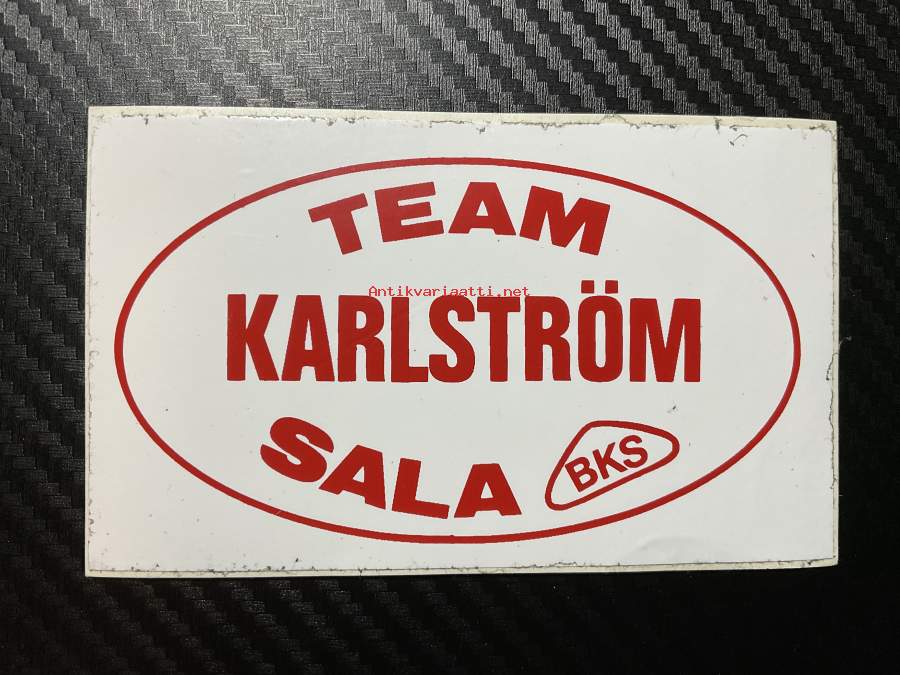 TEAM
Antikvariaatti.net
KARLSTRÖM
SALA
BKS